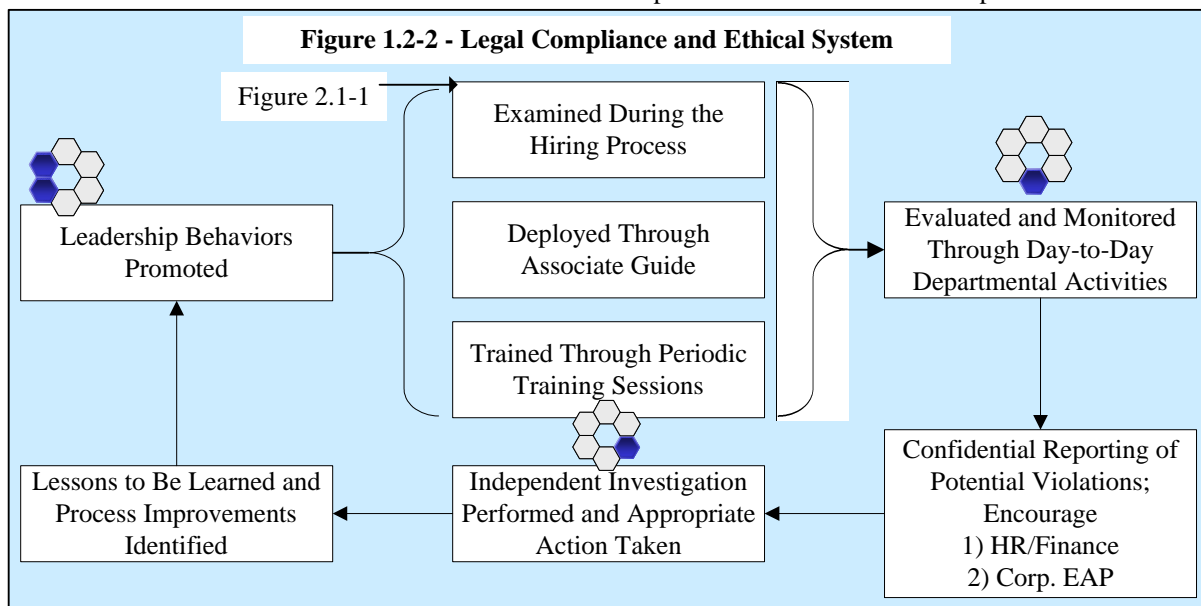 Figure 1.2-2 - Legal Compliance and Ethical System
Figure 2.1-1
Examined During the
Hiring Process
Leadership Behaviors
Promoted
Deployed Through
Associate Guide
Evaluated and Monitored
Through Day-to-Day
Departmental Activities
Trained Through Periodic
Training Sessions
Lessons to Be Learned and
Process Improvements
Identified
Independent Investigation
Performed and Appropriate
Action Taken
Confidential Reporting of
Potential Violations;
Encourage
1) HR/Finance
2) Corp. EAP